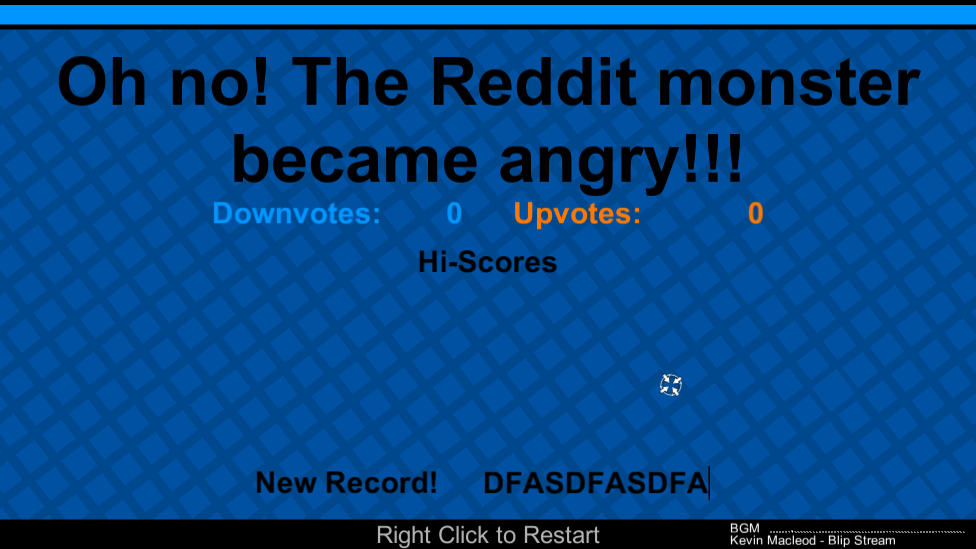 Oh no! The Reddit monster
became angry!!!
Downvotes: 0 Upvotes: 0
Hi-Scores
New Record! DFASDFASDFA
Right Click to Restart
BGM
Kevin Macleod - Blip Stream